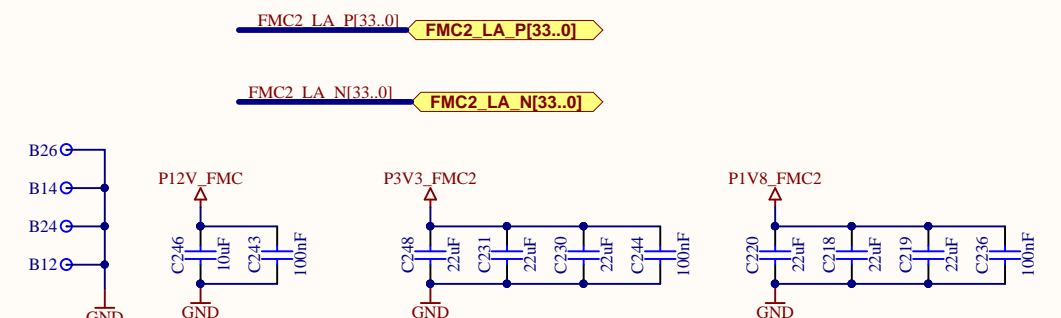 FMC2_LA_P[33..0]
FMC2_LA_P[33..0]
FMC2_LA_N[33..0]
FMC2_LA_N[33..0]
B26
B14
B24
B12
GND
P12V_FMC
C246
10uF
C243
100nF
GND
P3V3_FMC2
C248
22uF
C231
22uF
C230
22uF
C244
100nF
GND
P1V8_FMC2
C220
22uF
C218
22uF
C219
22uF
C236
100nF
GND